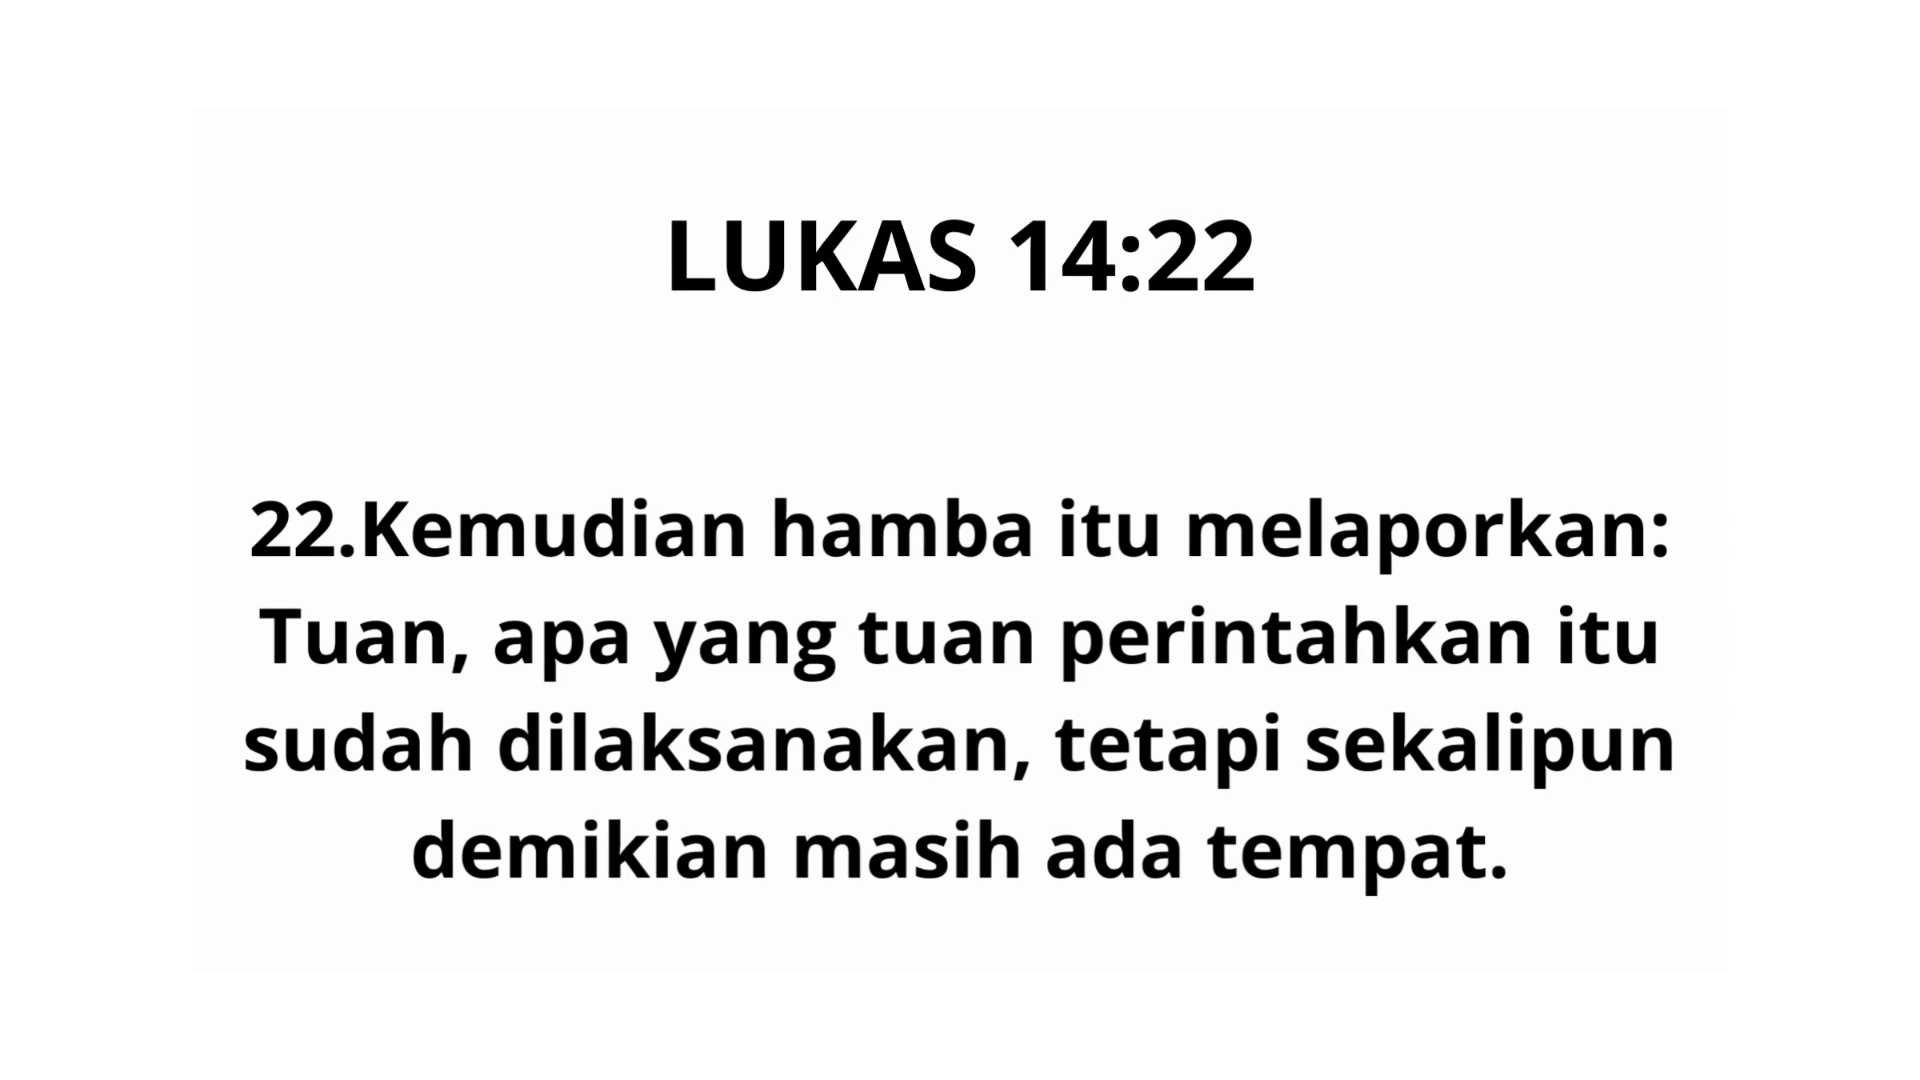 LUKAS 14:22
22.Kemudian hamba itu melaporkan:
Tuan, apa yang tuan perintahkan itu
sudah dilaksanakan, tetapi sekalipun
demikian masih ada tempat.